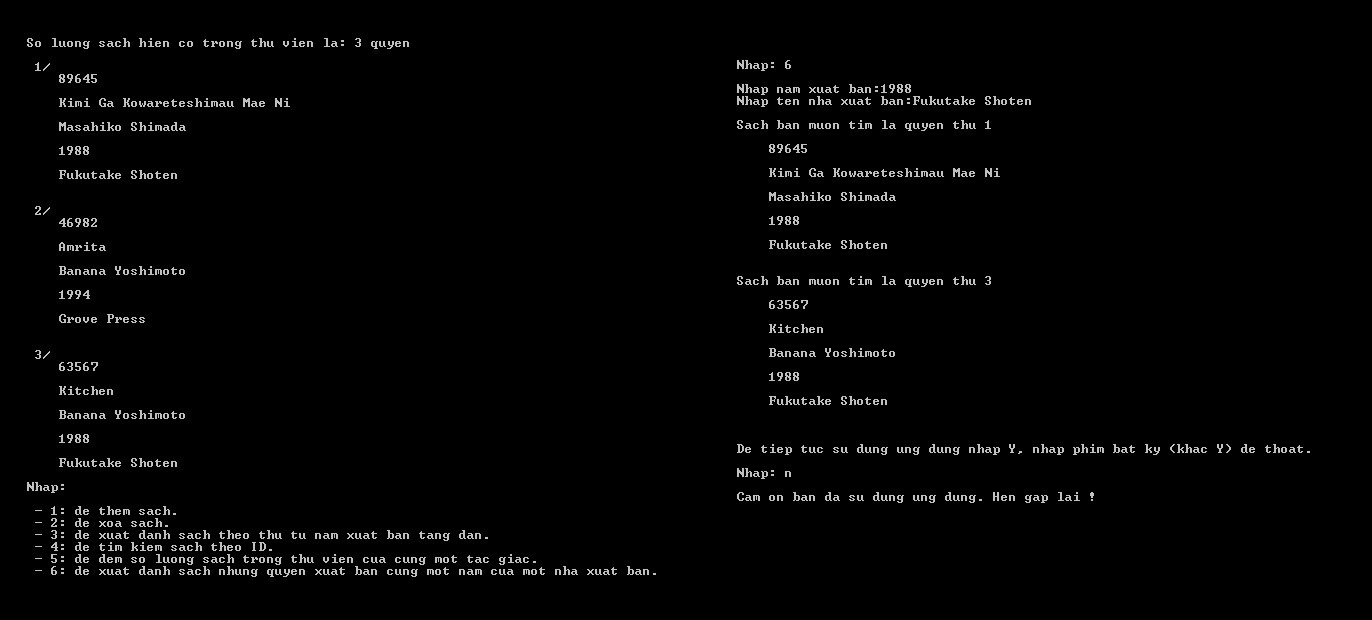 So luong sach hien co trong thu vien la: 3 quyen
1/
89645
Kimi Ga Kowareteshimau Mae Ni
Masahiko Shimada
1988
Fukutake Shoten
2/
46982
Amrita
Banana Yoshimoto
1994
Grove Press
3/
63567
Kitchen
Banana Yoshimoto
1988
Fukutake Shoten
Nhap:
- 1: de them sach.
- 2: de xoa sach.
- 3: de xuat danh sach theo thu tu nam xuat ban tang dan.
- 4: de tim kiem sach theo ID.
- 5: de dem so luong sach trong thu vien cua cung mot tac giac.
- 6: de xuat danh sach nhung quyen xuat ban cung mot nam cua mot nha xuat ban.
Nhap: 6
Nhap nam xuat ban:1988
Nhap ten nha xuat ban:Fukutake Shoten
Sach ban muon tim la quyen thu 1
89645
Kimi Ga Kowareteshimau Mae Ni
Masahiko Shimada
1988
Fukutake Shoten
Sach ban muon tim la quyen thu 3
63567
Kitchen
Banana Yoshimoto
1988
Fukutake Shoten
De tiep tuc su dung ung dung nhap Y, nhap phim bat ky (khac Y) de thoat.
Nhap: n
Cam on ban da su dung ung dung. Hen gap lai !